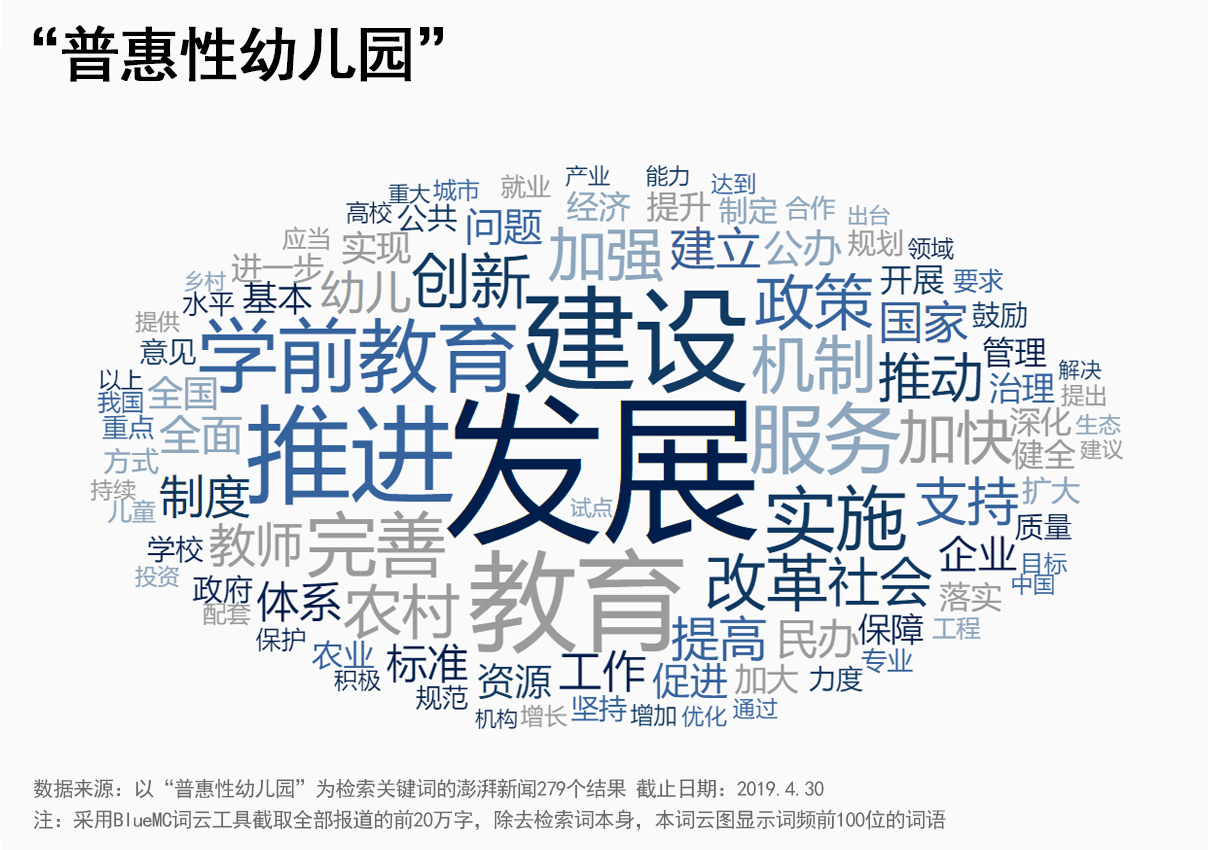 “普惠性幼儿园”
产业 能力 达到
重大 城市 就业 经济 提升 制定 合作 出台
高校 公共 问题 加强 建立 公办 规划 领域
应当 实现
乡村 进一步 幼儿 创新 政策 开展 要求
水平 基本 建设 国家 鼓励
提供 学前教育 机制 推动 管理
意见 解决
以上 全国 治理 提出
我国
重点 全面 推进 发展 服务 加快 深化 生态
方式 健全 建议
持续 制度 试点 实施 支持 扩大
儿童 质量
学校 教师 完善 教育 企业 目标
投资 政府 体系 农村 改革 社会 落实 中国
配套
保护 提高 民办 保障 工程
农业 标准 资源 工作 促进 加大 力度 专业
积极 规范
机构 增长 坚持 增加 优化 通过
数据来源：以“普惠性幼儿园”为检索关键词的澎湃新闻279个结果 截止日期：2019.4.30
注：采用BlueMC词云工具截取全部报道的前20万字，除去检索词本身，本词云图显示词频前100位的词语